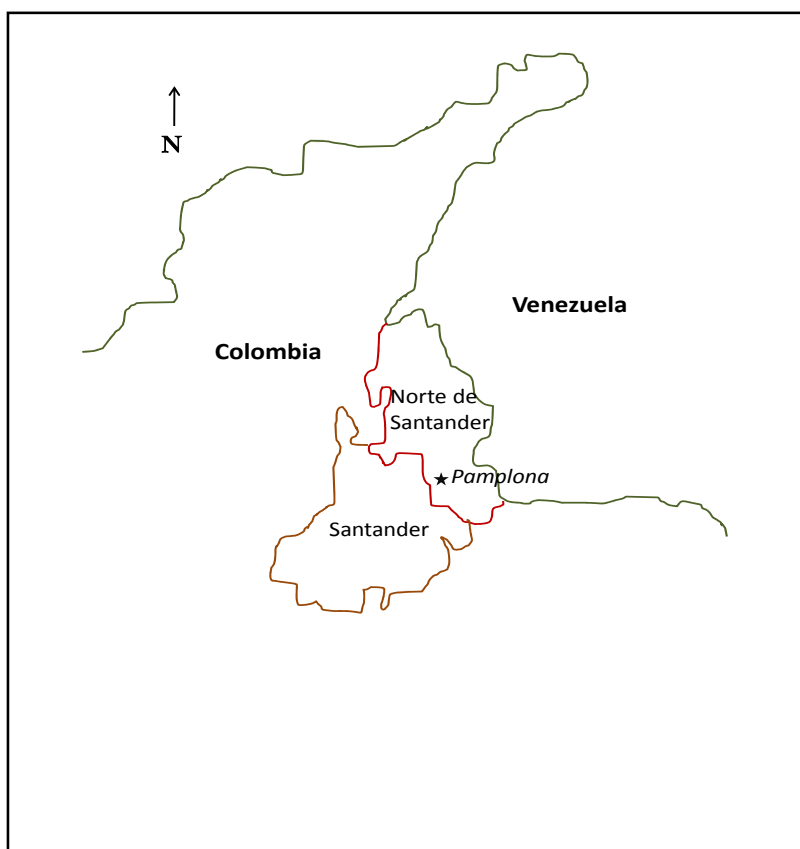 N
Venezuela
Colombia
Norte de
Santander
Pamplona
Santander